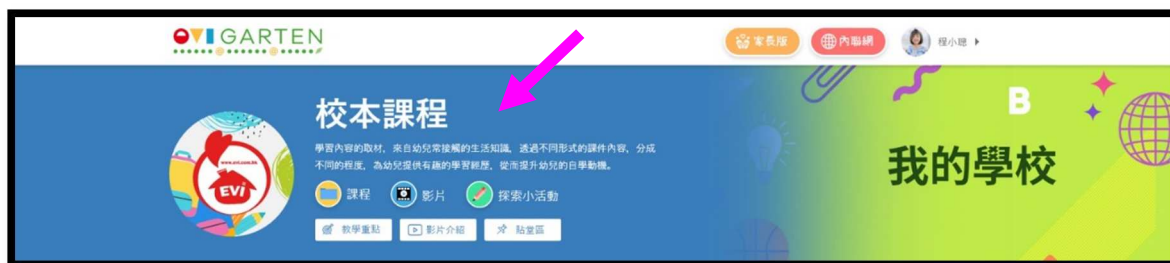 OVI GARTEN
家長版
內聯網
程小聰
校本課程
學習內容的取材，來自幼兒常接觸的生活知識，透過不同形式的課件內容，分成
不同的程度，為幼兒提供有趣的學習經歷，從而提升幼兒的自學動機。
課程
影片
探索小活動
教學重點
影片介紹
貼堂區
www.evi.com.hk
EVi
B
我的學校